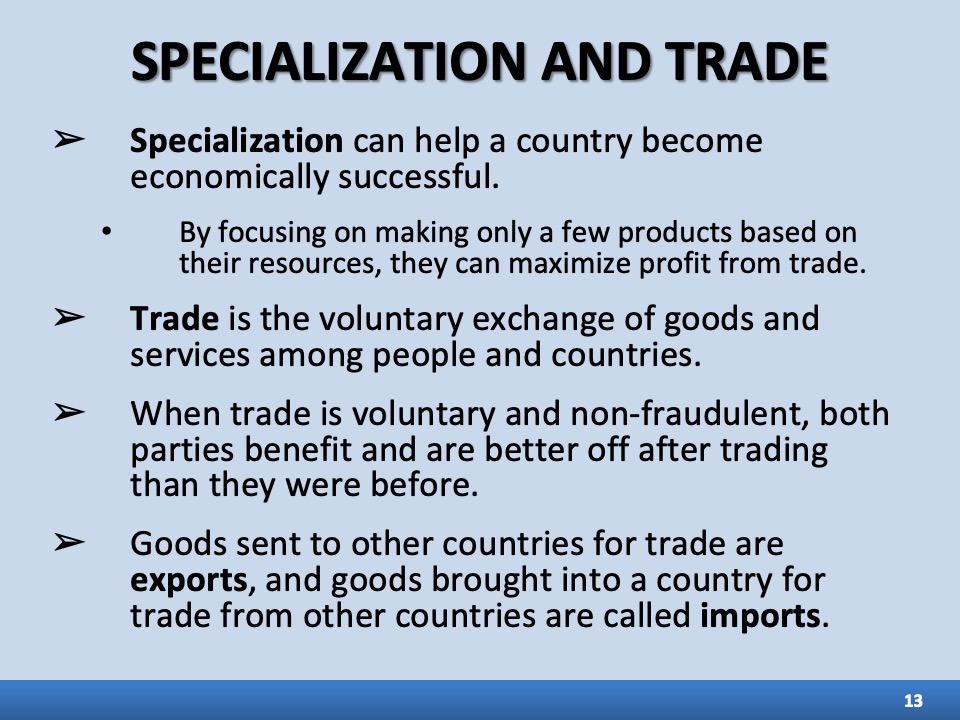 SPECIALIZATION AND TRADE
➢ Specialization can help a country become
economically successful.
• By focusing on making only a few products based on
their resources, they can maximize profit from trade.
➢ Trade is the voluntary exchange of goods and
services among people and countries.
➢ When trade is voluntary and non-fraudulent, both
parties benefit and are better off after trading
than they were before.
➢ Goods sent to other countries for trade are
exports, and goods brought into a country for
trade from other countries are called imports.
13